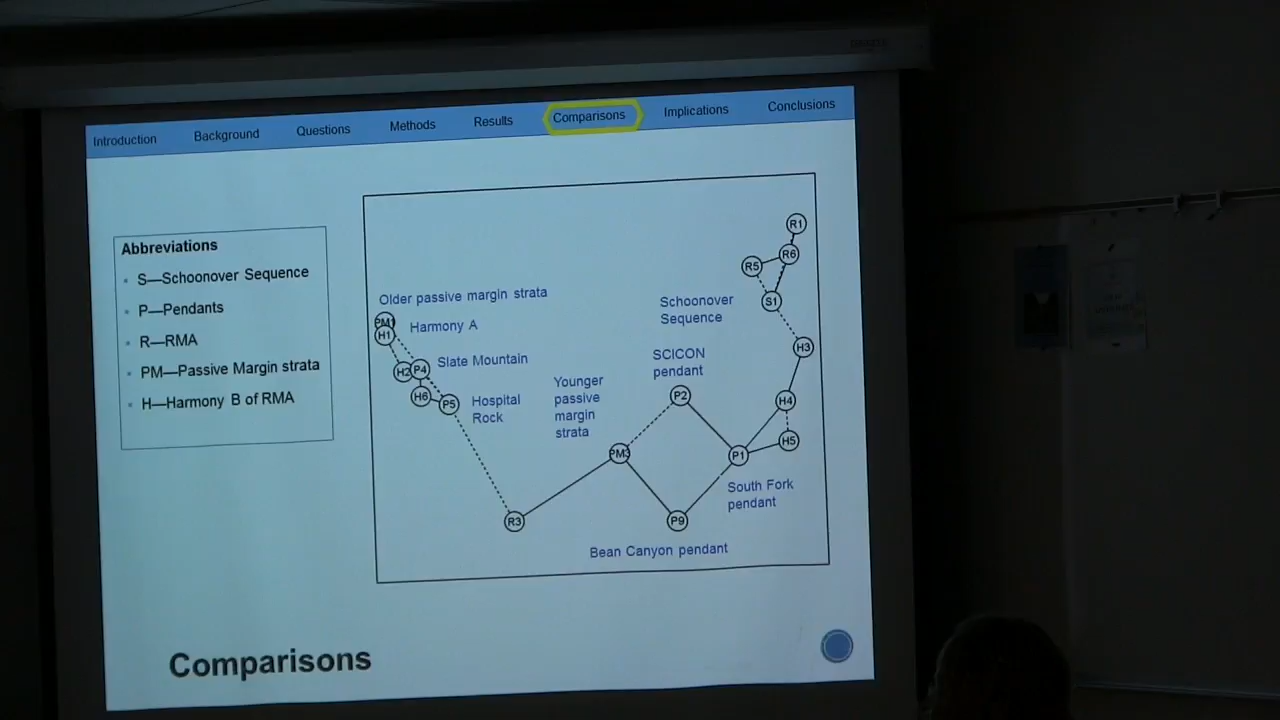 Introduction Background Questions Methods Results Comparisons Implications Conclusions
Abbreviations
S—Schoonover Sequence
P—Pendants
R—RMA
PM—Passive Margin strata
H—Harmony B of RMA
R1
R6
R5
S1
Schoonover
Sequence
Older passive margin strata
PM1
H1
Harmony A
H3
H2
P4
Slate Mountain
SCICON
pendant
H6
P5
Hospital
Rock
Younger
passive
margin
strata
P2
H4
H5
PM3
P1
South Fork
pendant
R3
P9
Bean Canyon pendant
Comparisons